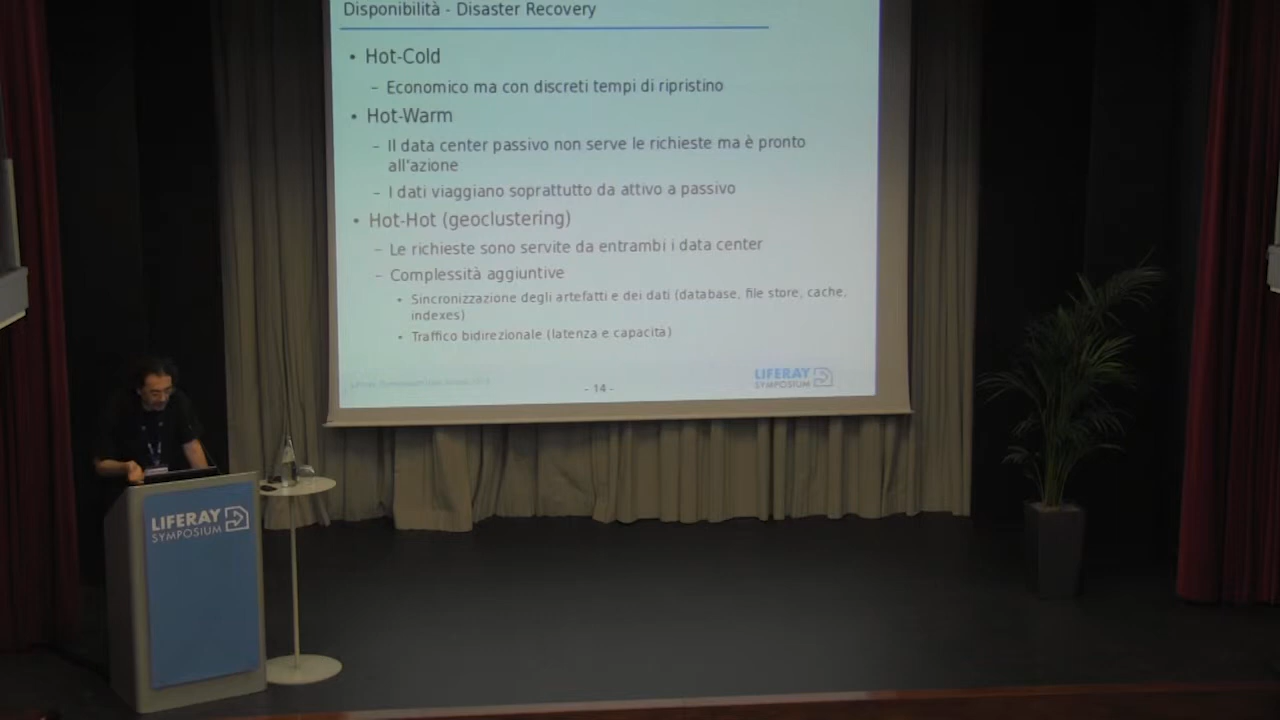 Disponibilità - Disaster Recovery
• Hot-Cold
– Economico ma con discreti tempi di ripristino
• Hot-Warm
– Il data center passivo non serve le richieste ma è pronto
all'azione
– I dati viaggiano soprattutto da attivo a passivo
• Hot-Hot (geoclustering)
– Le richieste sono servite da entrambi i data center
– Complessità aggiuntive
• Sincronizzazione degli artefatti e dei dati (database, file store, cache,
indexes)
• Traffico bidirezionale (latenza e capacità)
- 14 -
LIFERAY
SYMPOSIUM
LIFERAY
SYMPOSIUM